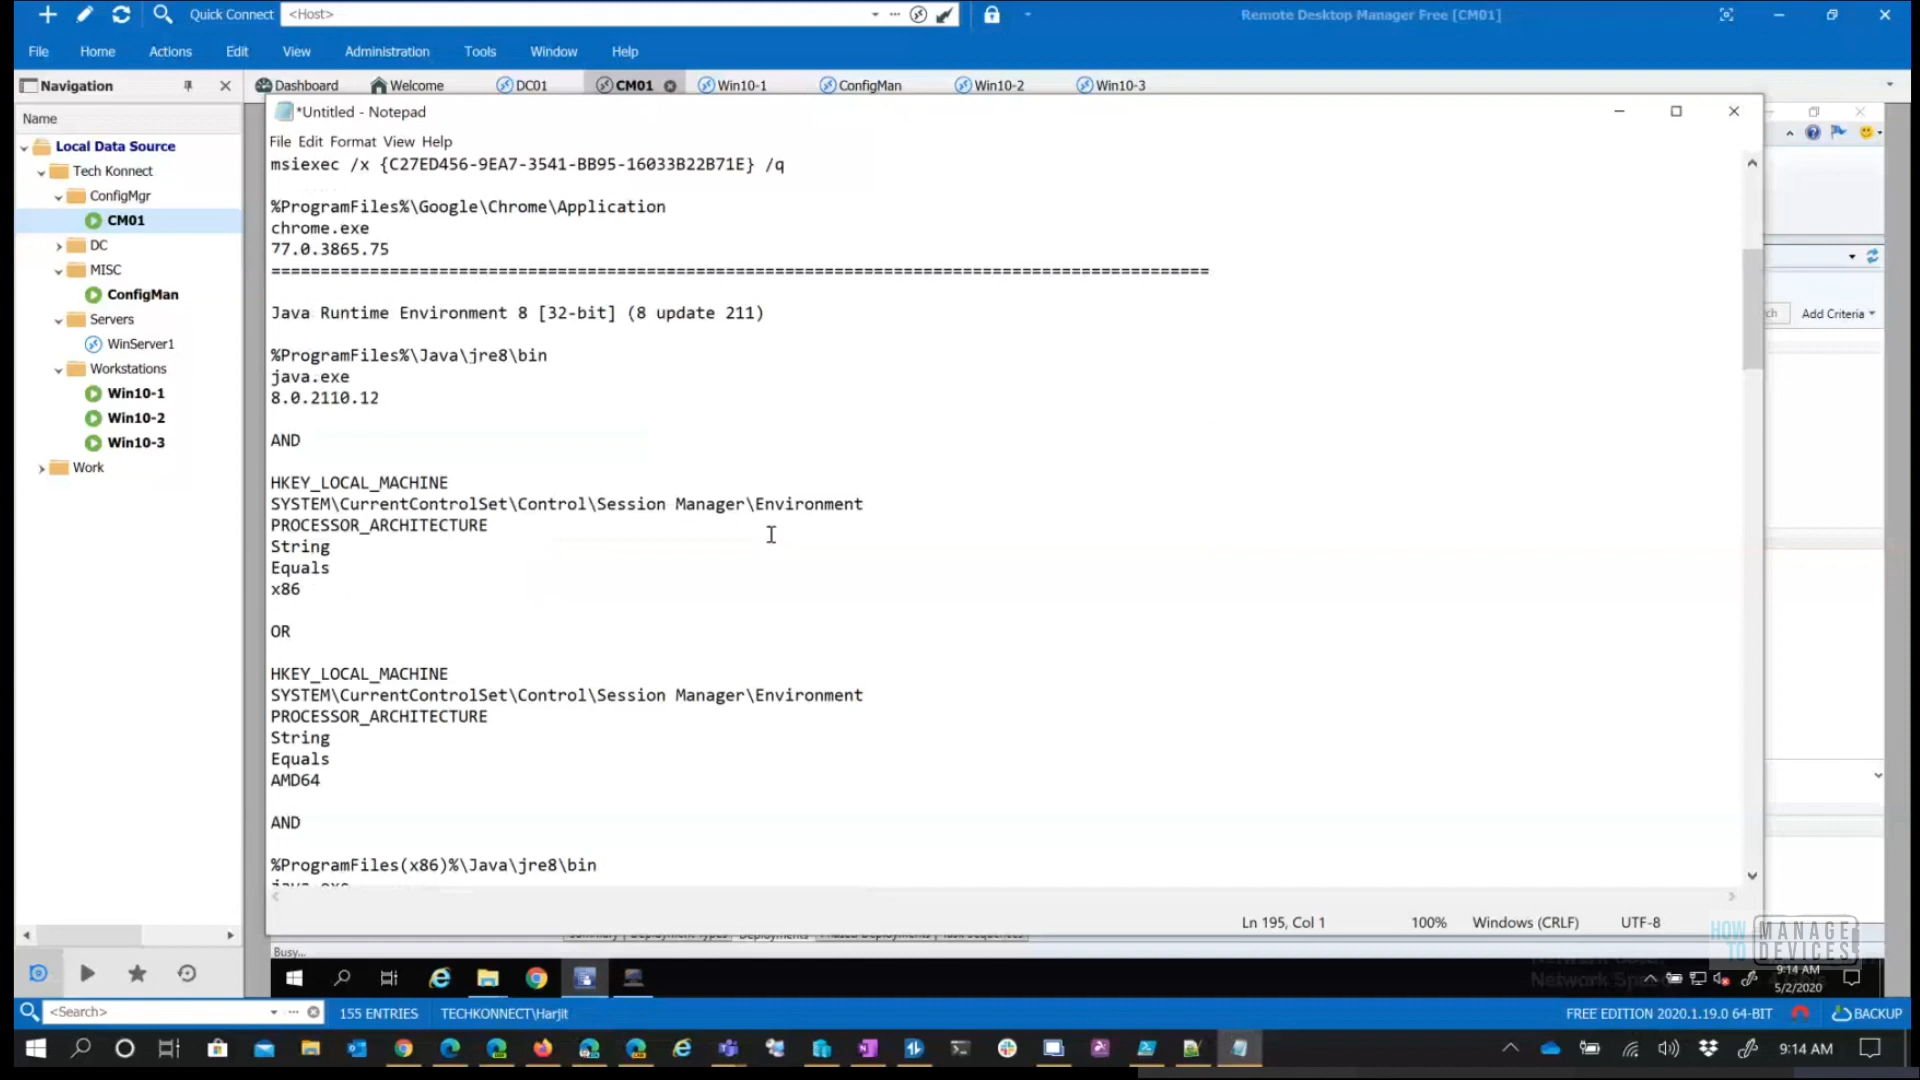 Quick Connect <Host> Remote Desktop Manager Free [CM01]
File Home Actions Edit View Administration Tools Window Help
Navigation Dashboard Welcome DC01 CM01 Win10-1 ConfigMan Win10-2 Win10-3
Name
Local Data Source
Tech Konnect
ConfigMgr
CM01
DC
MISC
ConfigMan
Servers
WinServer1
Workstations
Win10-1
Win10-2
Win10-3
Work
*Untitled - Notepad
File Edit Format View Help
msiexec /x {C27ED456-9EA7-3541-BB95-16033B22B71E} /q
%ProgramFiles%\Google\Chrome\Application
chrome.exe
77.0.3865.75
===============================================================================================
Java Runtime Environment 8 [32-bit] (8 update 211)
%ProgramFiles%\Java\jre8\bin
java.exe
8.0.2110.12
AND
HKEY_LOCAL_MACHINE
SYSTEM\CurrentControlSet\Control\Session Manager\Environment
PROCESSOR_ARCHITECTURE
String
Equals
x86
OR
HKEY_LOCAL_MACHINE
SYSTEM\CurrentControlSet\Control\Session Manager\Environment
PROCESSOR_ARCHITECTURE
String
Equals
AMD64
AND
%ProgramFiles(x86)%\Java\jre8\bin
java.exe
Add Criteria
Ln 195, Col 1 100% Windows (CRLF) UTF-8
HOW TO MANAGE DEVICES
Busy...
9:14 AM
5/2/2020
<Search> 155 ENTRIES TECHKONNECT\Harjit FREE EDITION 2020.1.19.0 64-BIT BACKUP
9:14 AM